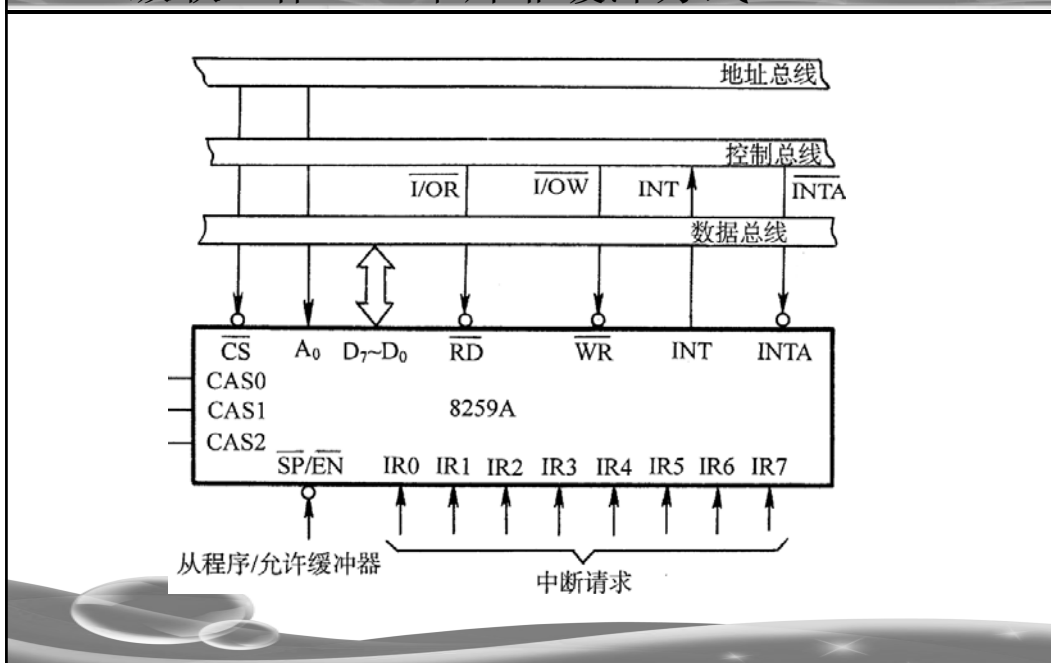 地址总线
控制总线
I/OR I/OW INT INTA
数据总线
CS A0 D7~D0 RD WR INT INTA
CAS0
CAS1 8259A
CAS2
SP/EN IR0 IR1 IR2 IR3 IR4 IR5 IR6 IR7
从程序/允许缓冲器
中断请求